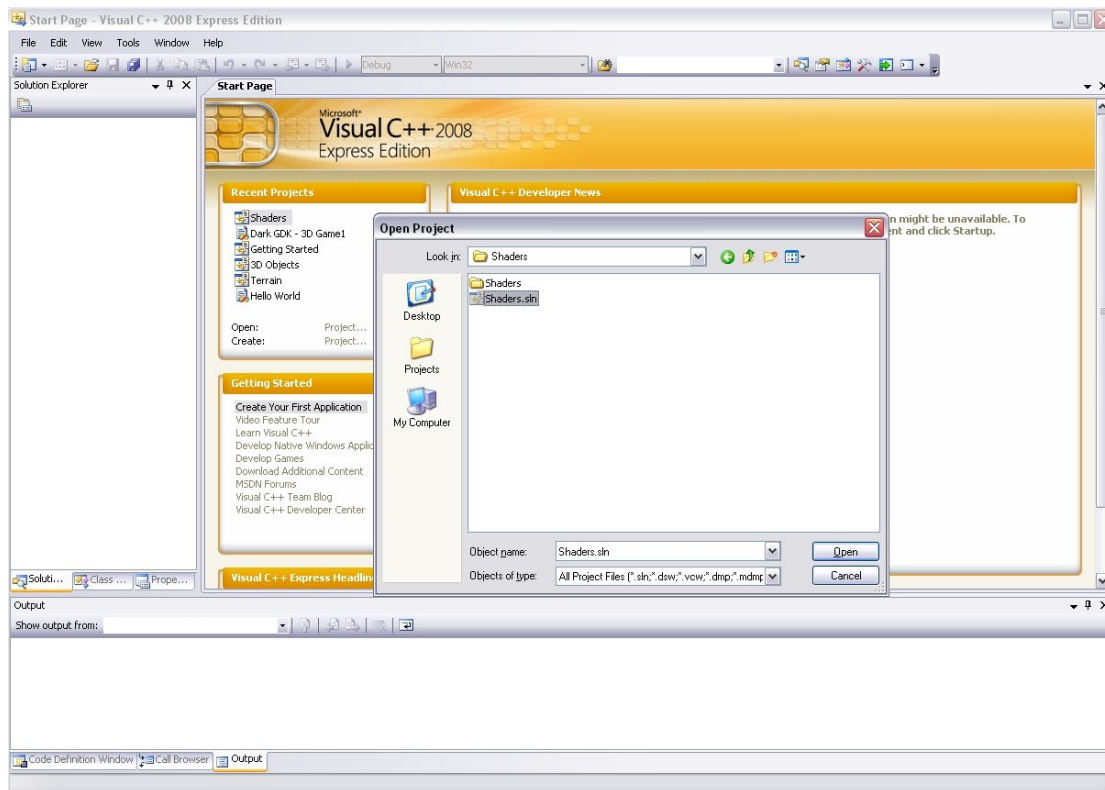 Start Page - Visual C++ 2008 Express Edition
File Edit View Tools Window Help
Debug Win32
Solution Explorer
Start Page
Microsoft
Visual C++ 2008
Express Edition
Recent Projects
Shaders
Dark GDK - 3D Game1
Getting Started
3D Objects
Terrain
Hello World
Open: Project...
Create: Project...
Getting Started
Create Your First Application
Video Feature Tour
Learn Visual C++
Develop Native Windows Applic
Develop Games
Download Additional Content
MSDN Forums
Visual C++ Team Blog
Visual C++ Developer Center
Visual C++ Express Headlin
Visual C++ Developer News
n might be unavailable. To
ent and click Startup.
Open Project
Look in: Shaders
Desktop
Projects
My Computer
Shaders
Shaders.sln
Object name: Shaders.sln Open
Objects of type: All Project Files (*.sln;*.dsw;*.vcw;*.dmp;*.mdmp Cancel
Soluti... Class ... Prope...
Output
Show output from:
Code Definition Window Call Browser Output